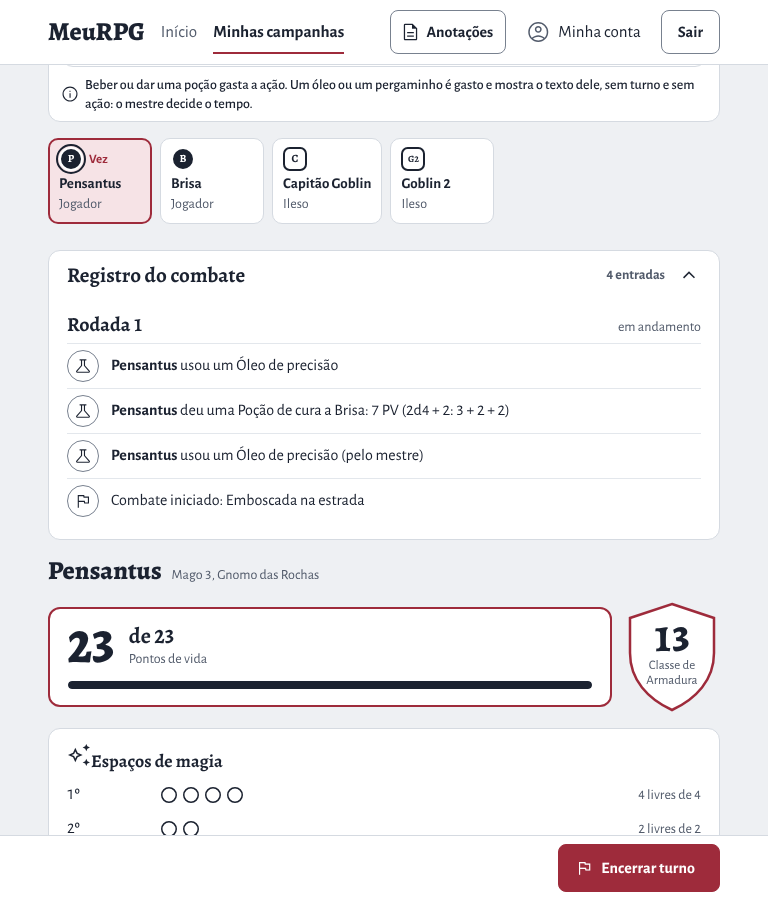 MeuRPG Início Minhas campanhas Anotações Minha conta Sair
Beber ou dar uma poção gasta a ação. Um óleo ou um pergaminho é gasto e mostra o texto dele, sem turno e sem
ação: o mestre decide o tempo.
P Vez
Pensantus
Jogador
B
Brisa
Jogador
C
Capitão Goblin
Ileso
G2
Goblin 2
Ileso
Registro do combate 4 entradas
Rodada 1 em andamento
Pensantus usou um Óleo de precisão
Pensantus deu uma Poção de cura a Brisa: 7 PV (2d4 + 2: 3 + 2 + 2)
Pensantus usou um Óleo de precisão (pelo mestre)
Combate iniciado: Emboscada na estrada
Pensantus Mago 3, Gnomo das Rochas
23 de 23
Pontos de vida
13
Classe de
Armadura
Espaços de magia
1º 4 livres de 4
2º 2 livres de 2
Encerrar turno